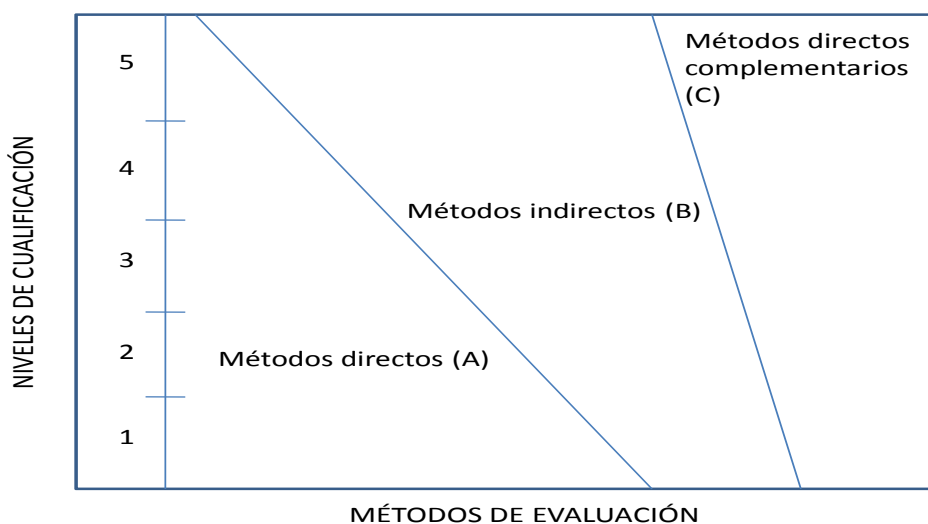 NIVELES DE CUALIFICACIÓN
5
4
3
2
1
Métodos directos
complementarios
(C)
Métodos indirectos (B)
Métodos directos (A)
MÉTODOS DE EVALUACIÓN